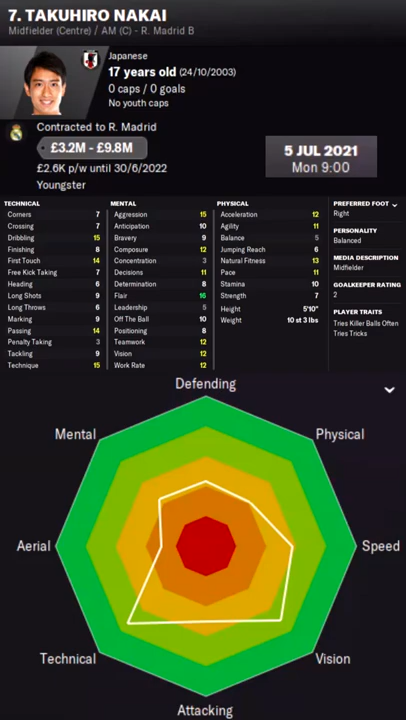 7. TAKUHIRO NAKAI
Midfielder (Centre) / AM (C) - R. Madrid B
Japanese
17 years old (24/10/2003)
0 caps / 0 goals
No youth caps
Contracted to R. Madrid
£3.2M - £9.8M
£2.6K p/w until 30/6/2022
Youngster
5 JUL 2021
Mon 9:00
TECHNICAL
Corners 7
Crossing 7
Dribbling 15
Finishing 8
First Touch 14
Free Kick Taking 7
Heading 6
Long Shots 9
Long Throws 6
Marking 9
Passing 14
Penalty Taking 3
Tackling 9
Technique 15
MENTAL
Aggression 15
Anticipation 10
Bravery 9
Composure 12
Concentration 3
Decisions 11
Determination 8
Flair 16
Leadership 5
Off The Ball 10
Positioning 8
Teamwork 12
Vision 12
Work Rate 12
PHYSICAL
Acceleration 12
Agility 11
Balance 5
Jumping Reach 6
Natural Fitness 13
Pace 11
Stamina 10
Strength 7
Height 5'10"
Weight 10 st 3 lbs
PREFERRED FOOT
Right
PERSONALITY
Balanced
MEDIA DESCRIPTION
Midfielder
GOALKEEPER RATING
2
PLAYER TRAITS
Tries Killer Balls Often
Tries Tricks
Defending
Mental
Physical
Aerial
Speed
Technical
Vision
Attacking